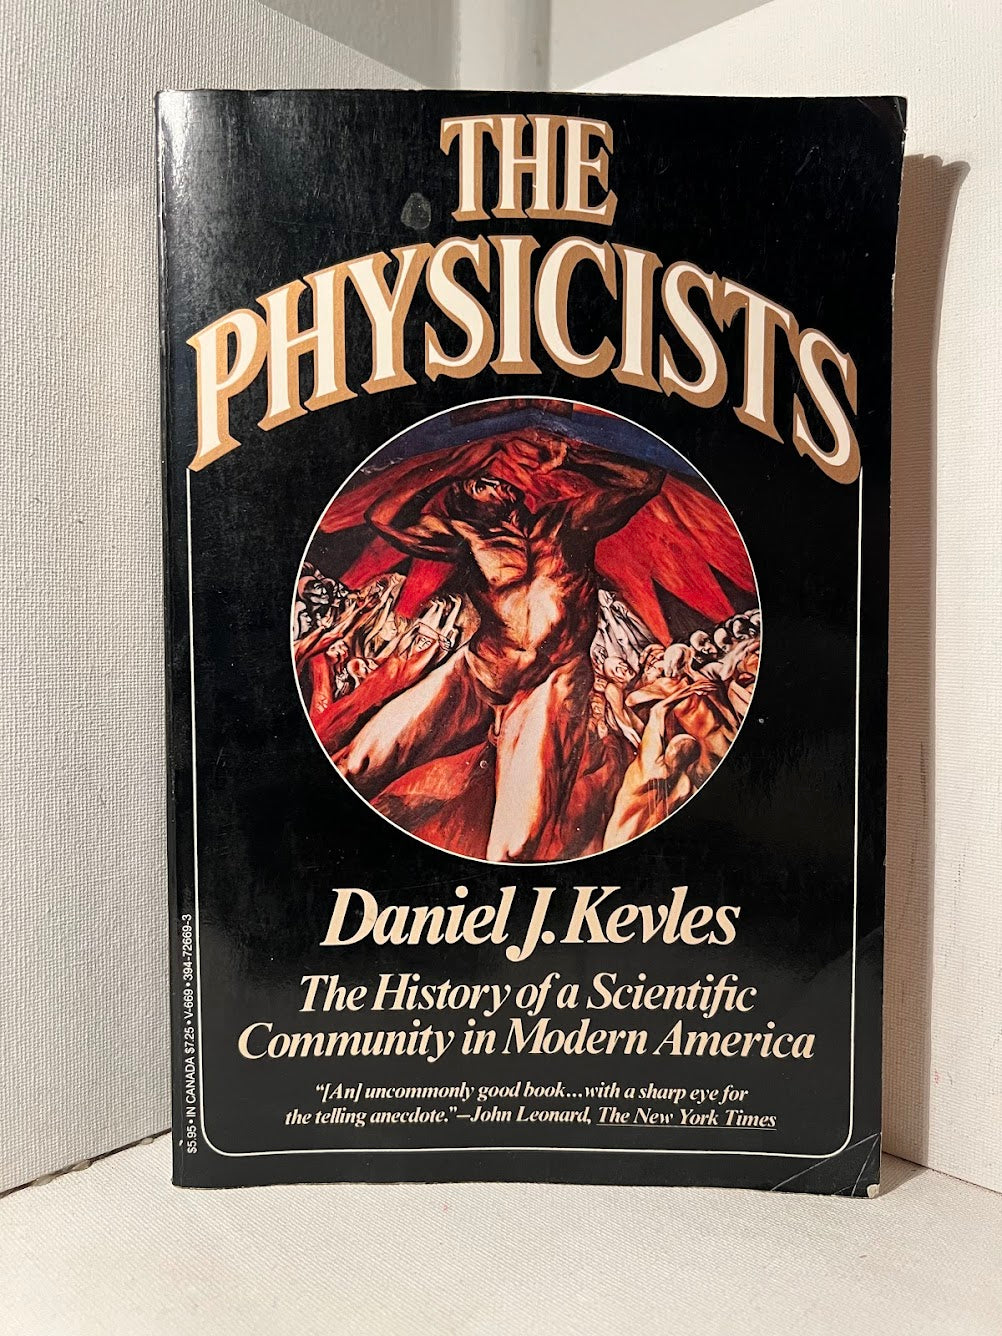 THE
PHYSICISTS
Daniel J. Kevles
The History of a Scientific
Community in Modern America
“[An] uncommonly good book...with a sharp eye for
the telling anecdote.”—John Leonard, The New York Times
$5.95 • IN CANADA $7.25 • V-669 • 394-72669-3